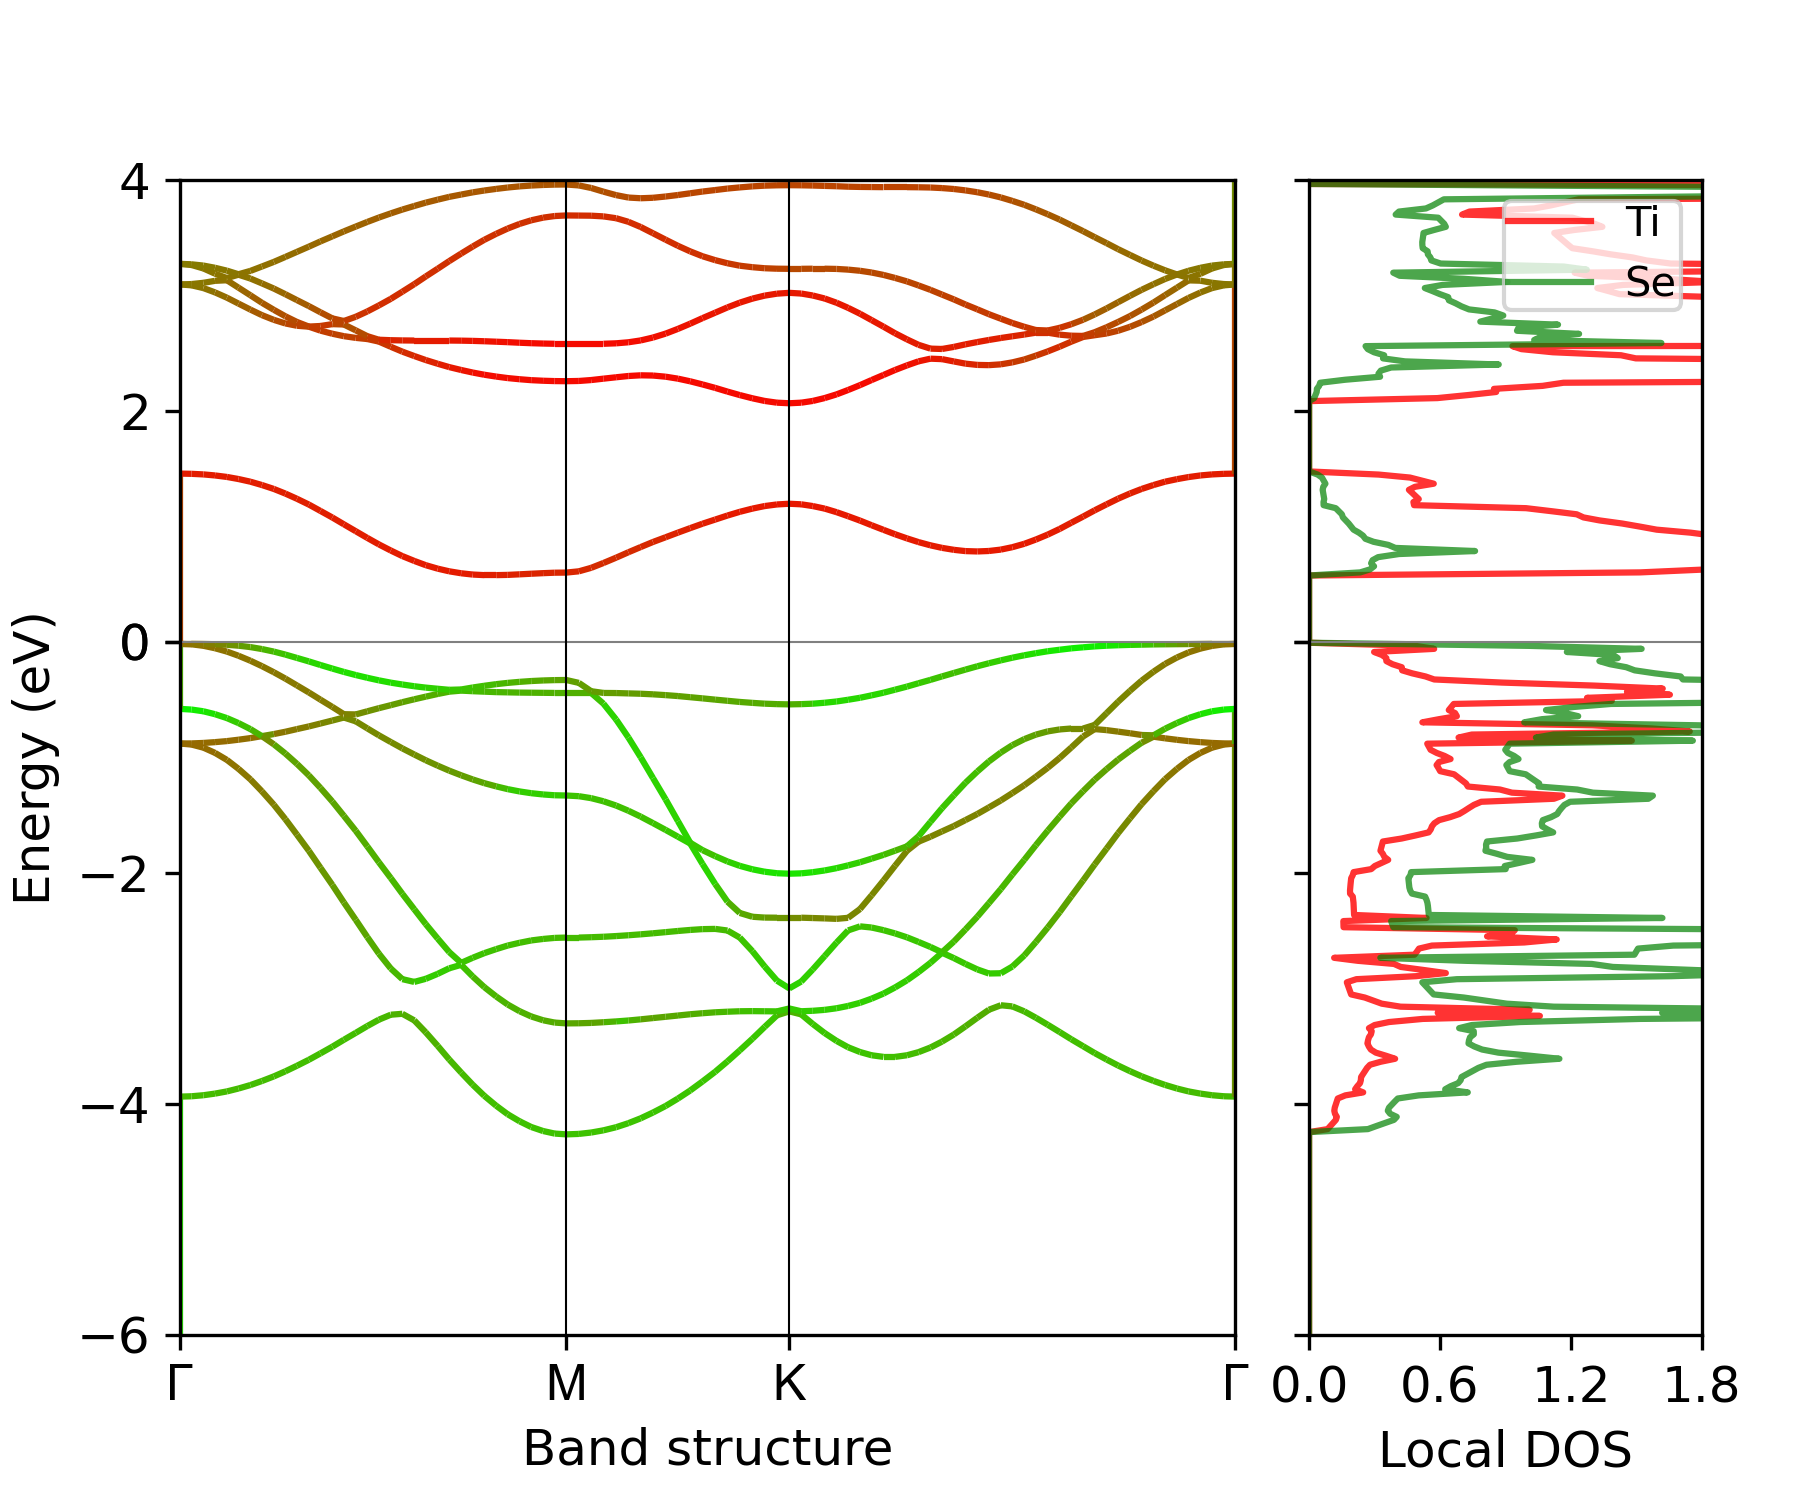 4
2
0
−2
−4
−6
Energy (eV)
Γ M K Γ
Band structure
Ti
Se
0.0 0.6 1.2 1.8
Local DOS